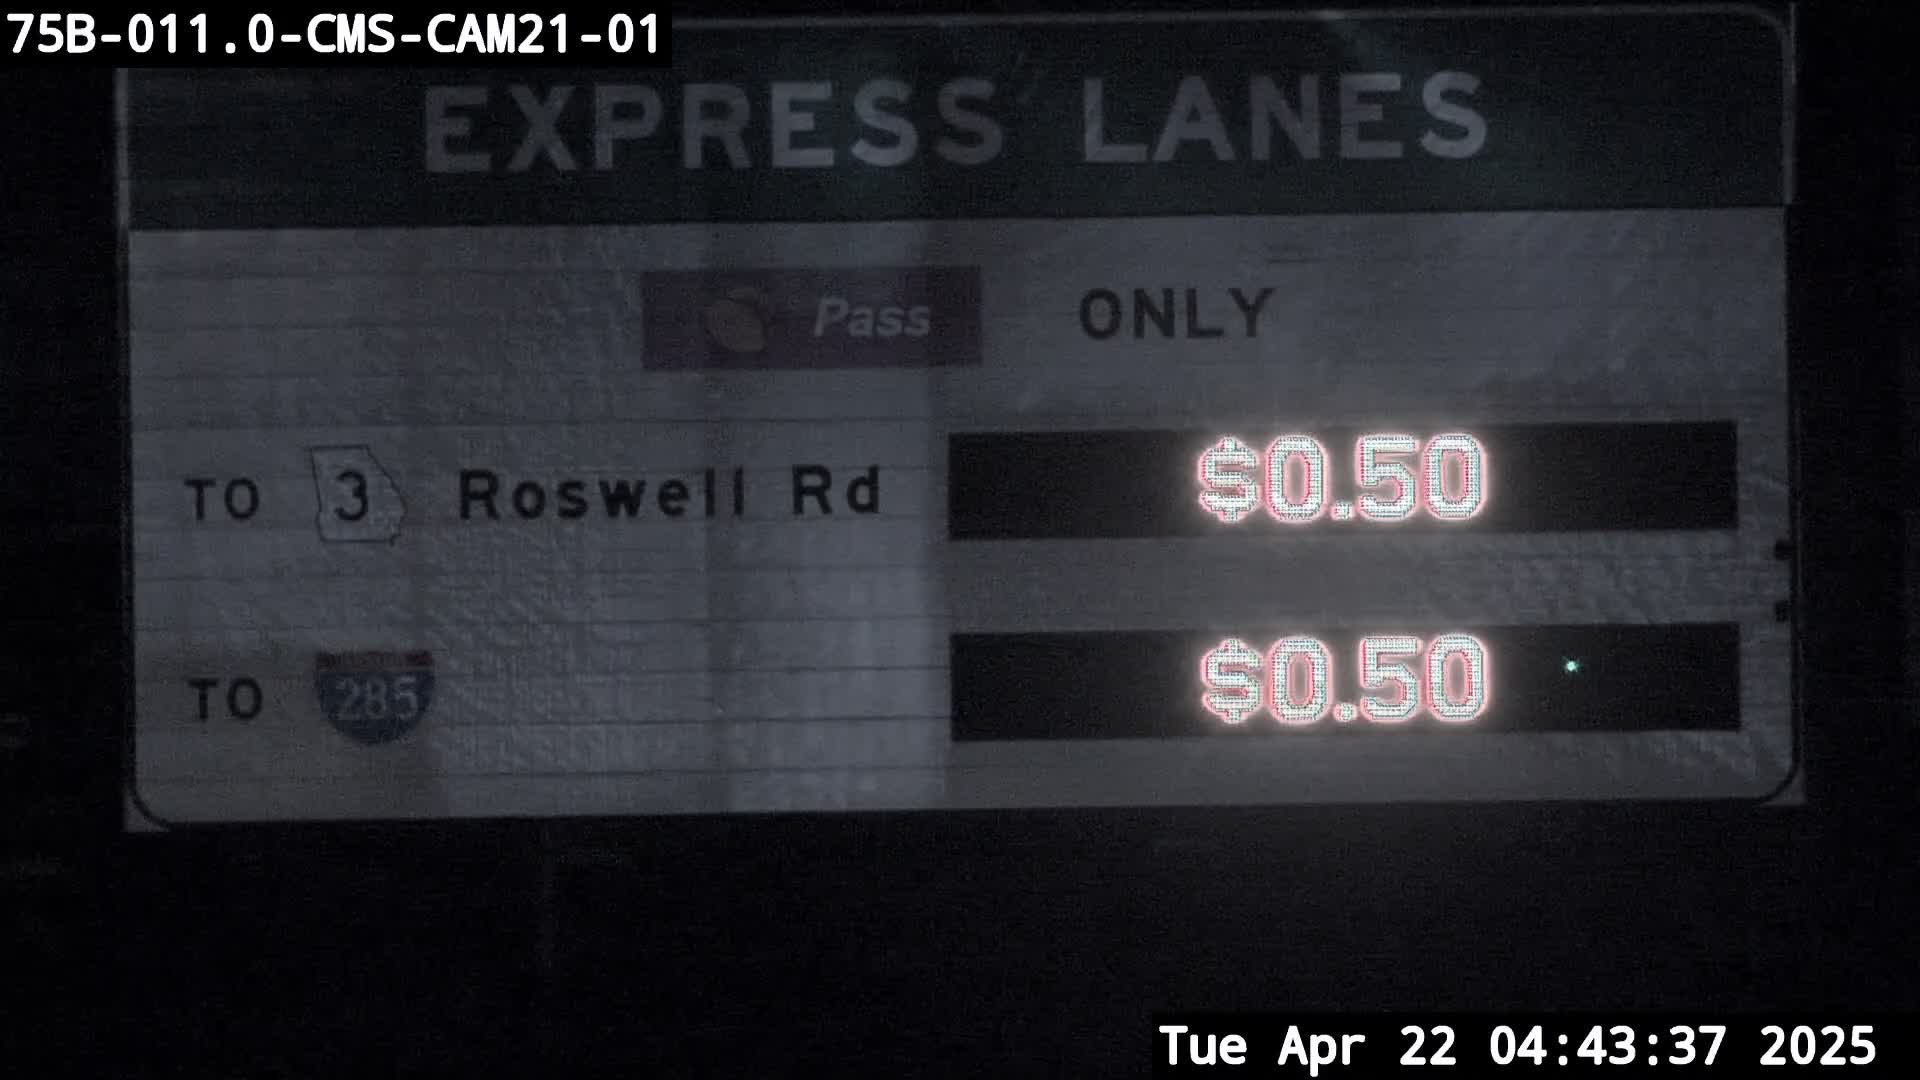 75B-011.0-CMS-CAM21-01
EXPRESS LANES
Pass ONLY
TO 3 Roswell Rd $0.50
TO 285 $0.50
Tue Apr 22 04:43:37 2025